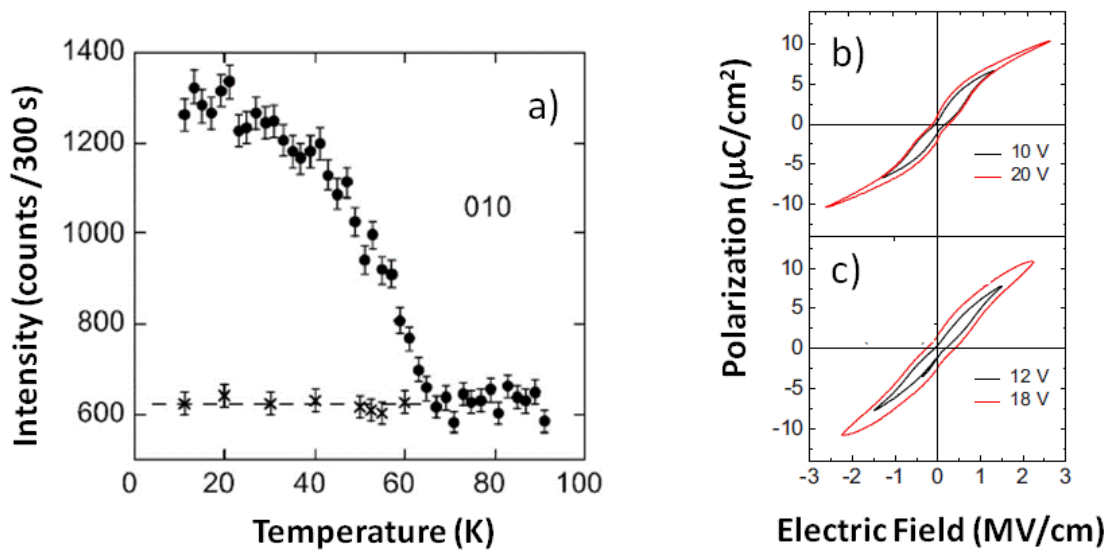 1400
1200
1000
800
600
0
20
40
60
80
100
Intensity (counts /300 s)
Temperature (K)
a)
010
10
5
0
-5
-10
b)
10 V
20 V
10
5
0
-5
-10
c)
12 V
18 V
-3
-2
-1
0
1
2
3
Polarization (μC/cm²)
Electric Field (MV/cm)